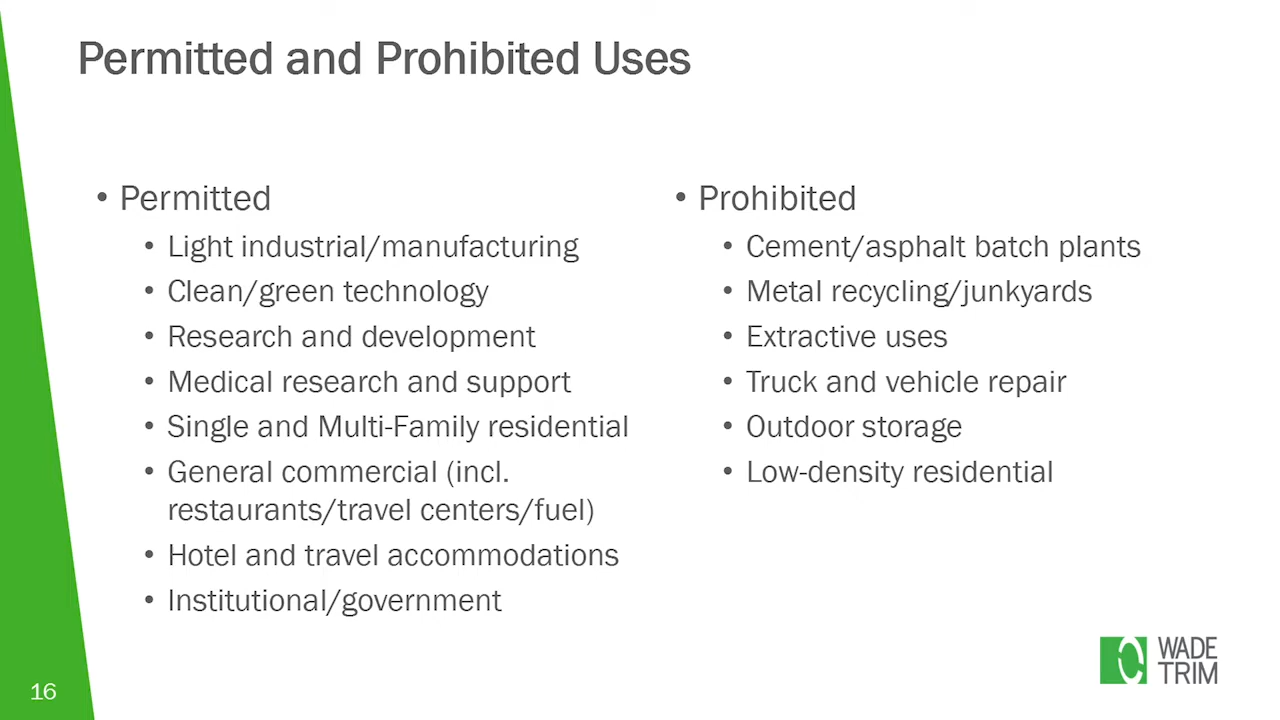 Permitted and Prohibited Uses
• Permitted
• Light industrial/manufacturing
• Clean/green technology
• Research and development
• Medical research and support
• Single and Multi-Family residential
• General commercial (incl.
restaurants/travel centers/fuel)
• Hotel and travel accommodations
• Institutional/government
• Prohibited
• Cement/asphalt batch plants
• Metal recycling/junkyards
• Extractive uses
• Truck and vehicle repair
• Outdoor storage
• Low-density residential
16
WADE
TRIM